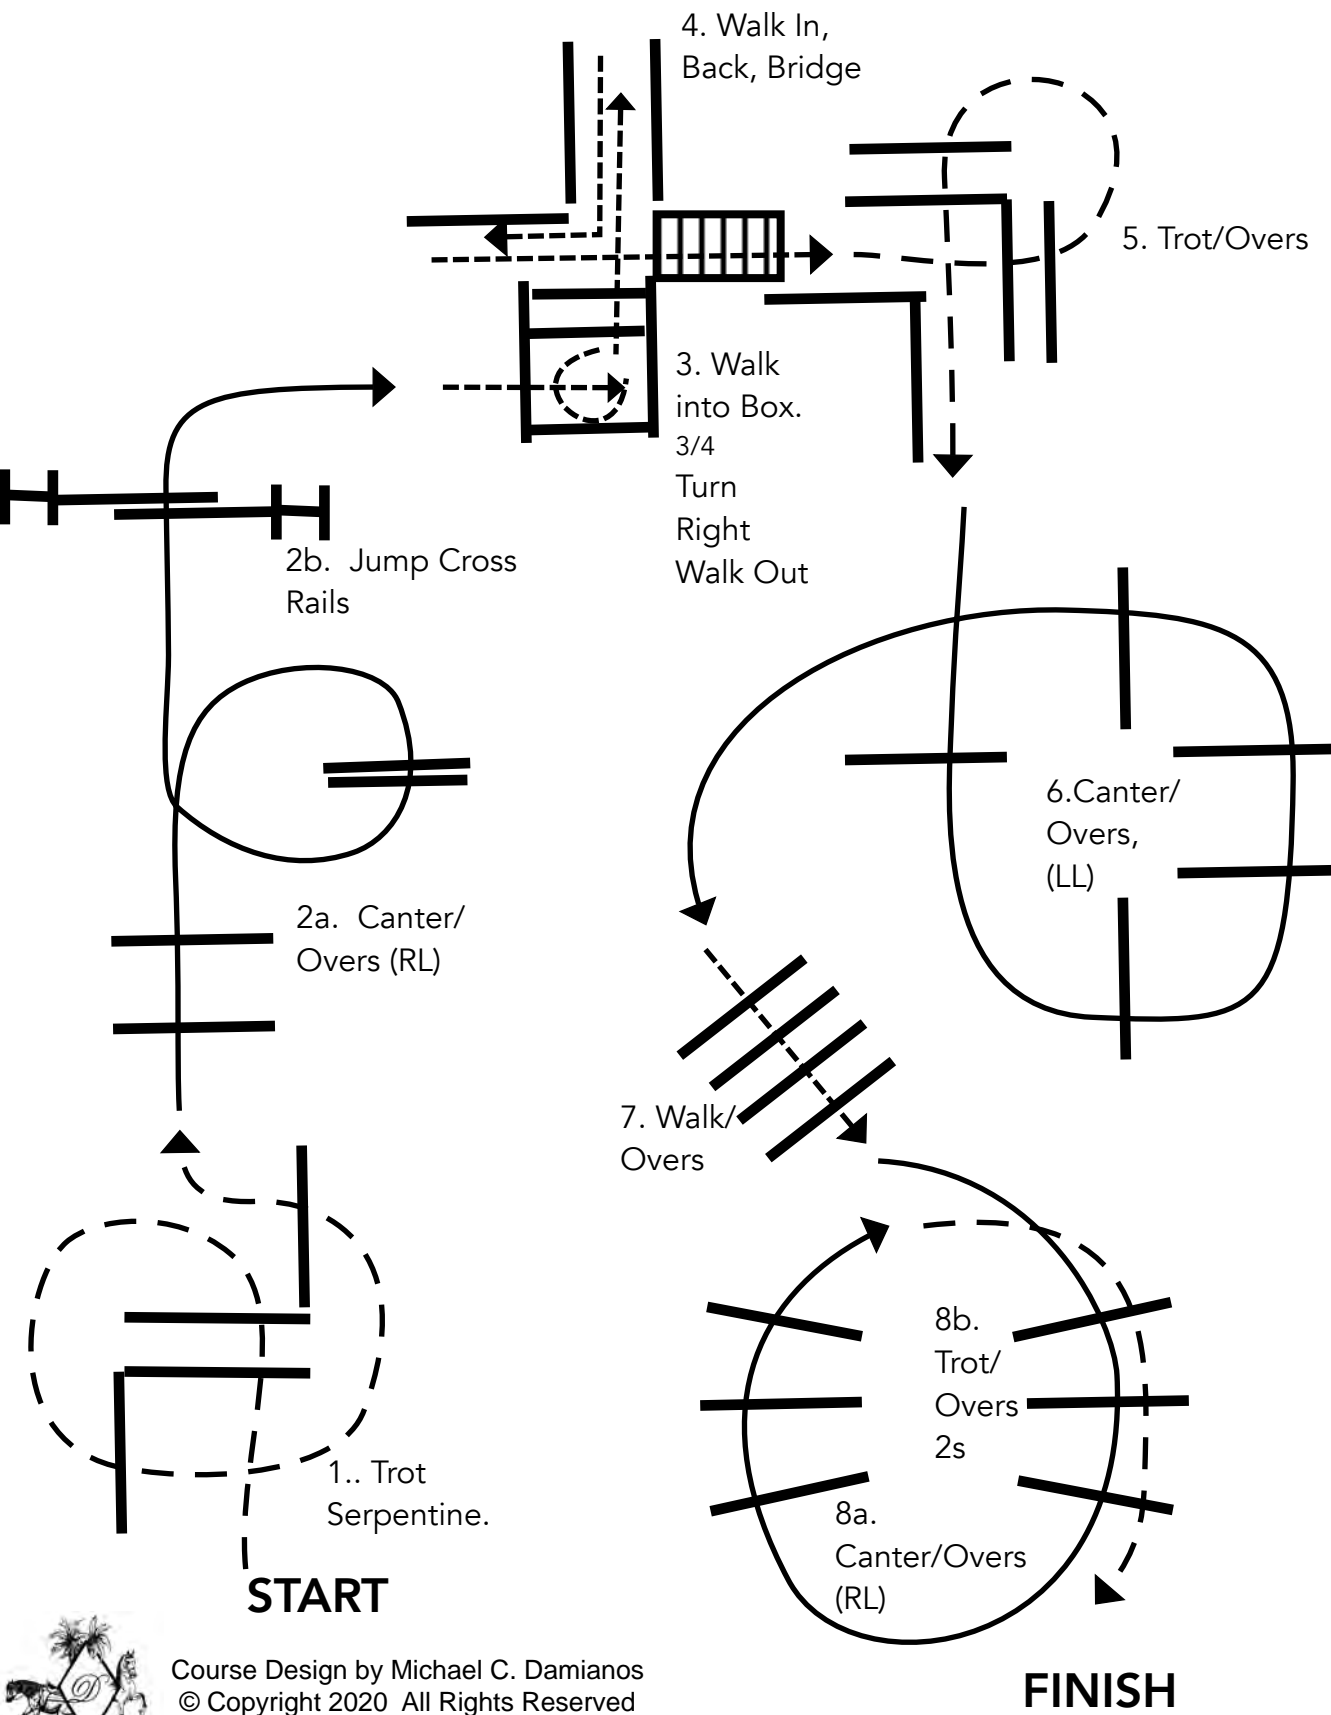 4. Walk In,
Back, Bridge
5. Trot/Overs
3. Walk
into Box.
3/4
Turn
Right
Walk Out
2b.  Jump Cross
Rails
6.Canter/
Overs,
(LL)
2a.  Canter/
Overs (RL)
7. Walk/
Overs
8b.
Trot/
Overs
2s
1.. Trot
Serpentine.
8a.
Canter/Overs
(RL)
START
D
Course Design by Michael C. Damianos
© Copyright 2020  All Rights Reserved
FINISH